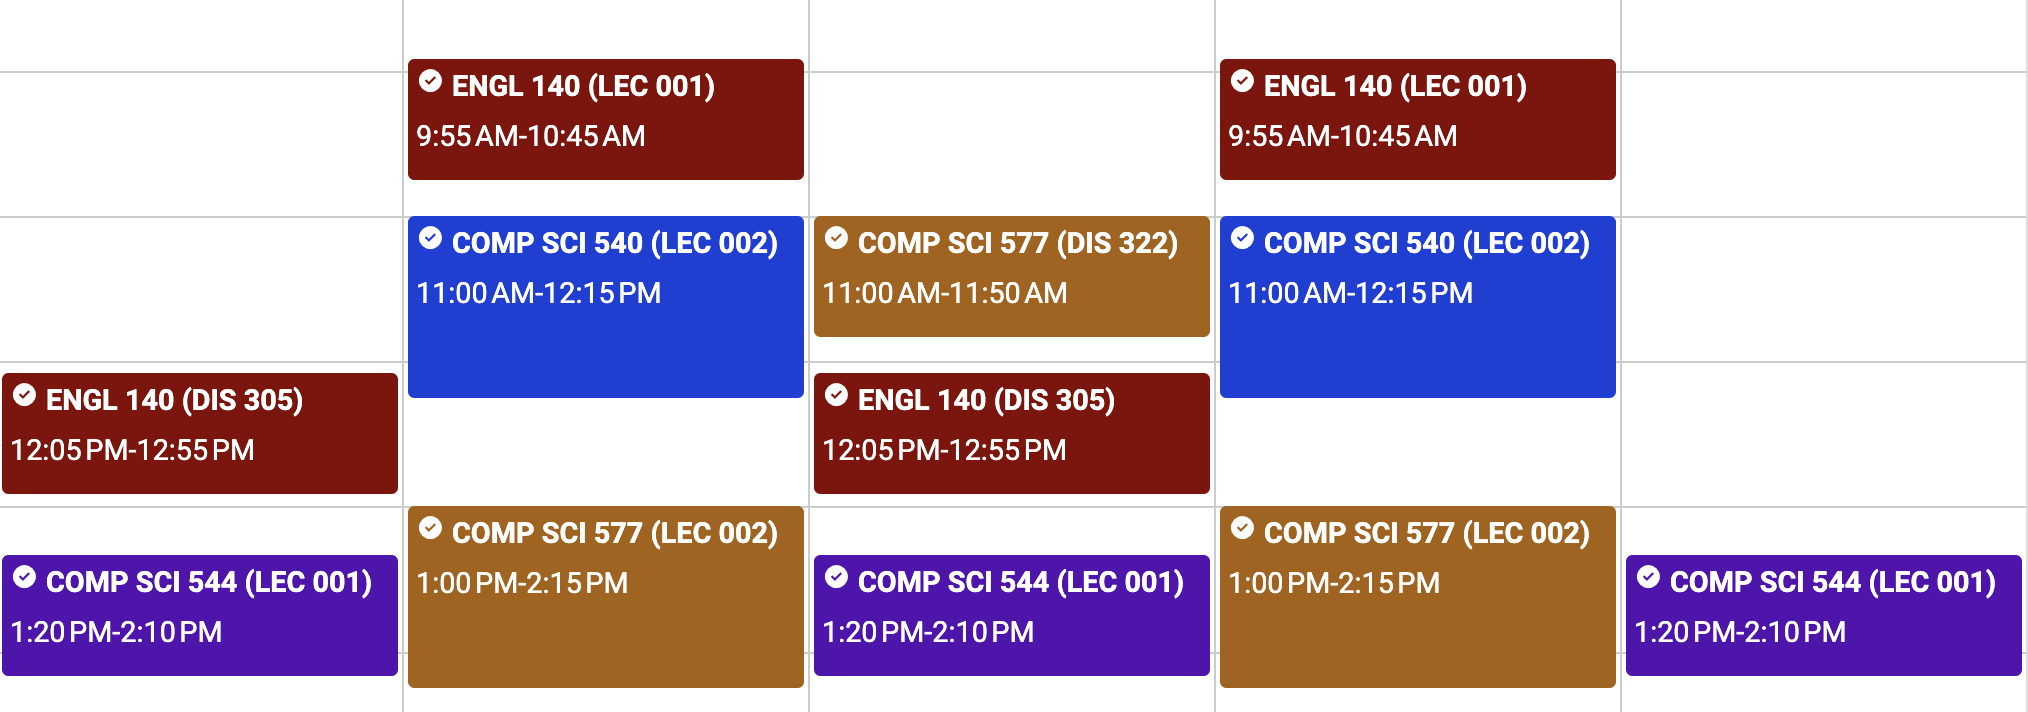 ENGL 140 (LEC 001)
9:55 AM-10:45 AM
ENGL 140 (LEC 001)
9:55 AM-10:45 AM
COMP SCI 540 (LEC 002)
11:00 AM-12:15 PM
COMP SCI 577 (DIS 322)
11:00 AM-11:50 AM
COMP SCI 540 (LEC 002)
11:00 AM-12:15 PM
ENGL 140 (DIS 305)
12:05 PM-12:55 PM
ENGL 140 (DIS 305)
12:05 PM-12:55 PM
COMP SCI 577 (LEC 002)
1:00 PM-2:15 PM
COMP SCI 577 (LEC 002)
1:00 PM-2:15 PM
COMP SCI 544 (LEC 001)
1:20 PM-2:10 PM
COMP SCI 544 (LEC 001)
1:20 PM-2:10 PM
COMP SCI 544 (LEC 001)
1:20 PM-2:10 PM